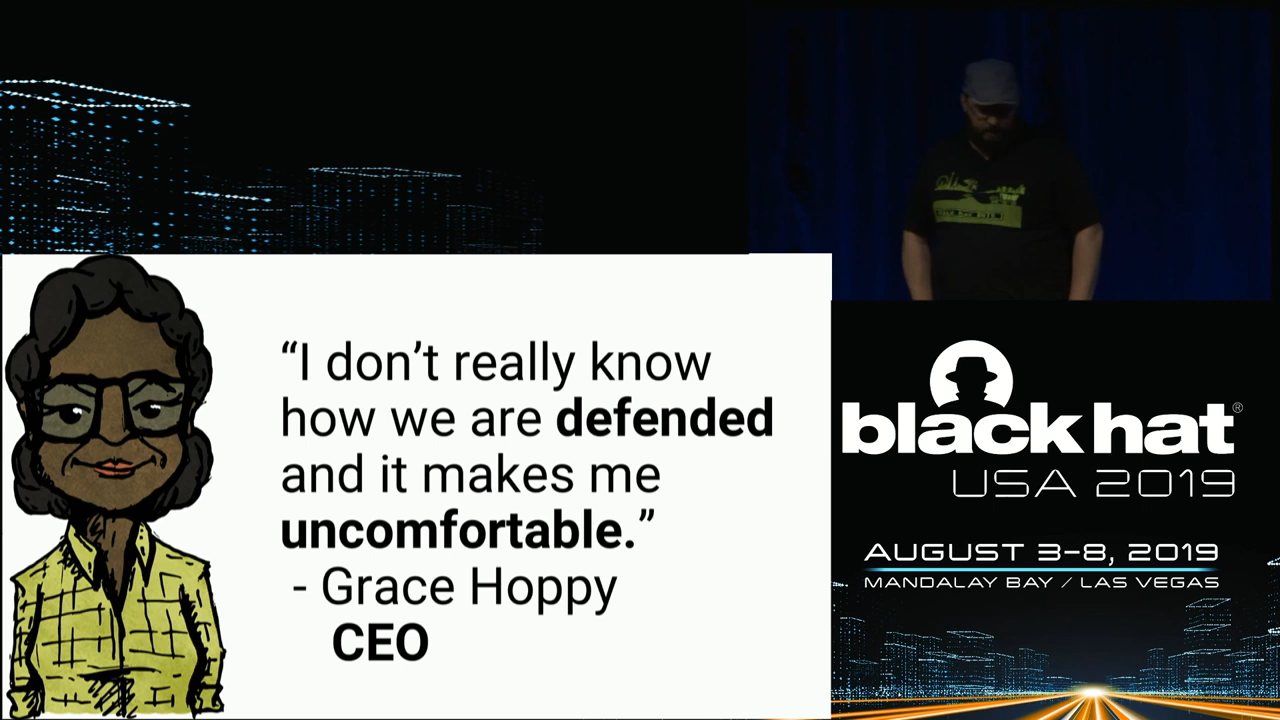 “I don’t really know
how we are defended
and it makes me
uncomfortable.”
- Grace Hoppy
CEO
black hat®
USA 2019
AUGUST 3-8, 2019
MANDALAY BAY / LAS VEGAS